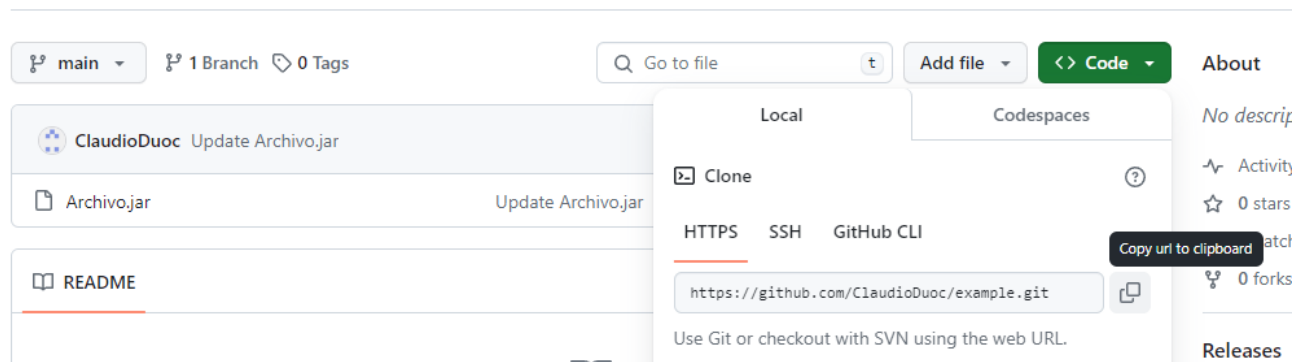 main 1 Branch 0 Tags Go to file t Add file Code About
Local Codespaces No descrip
ClaudioDuoc Update Archivo.jar
Clone Activity
Archivo.jar Update Archivo.jar 0 stars
HTTPS SSH GitHub CLI
Copy url to clipboard atch
README 0 forks
https://github.com/ClaudioDuoc/example.git
Use Git or checkout with SVN using the web URL.
Releases